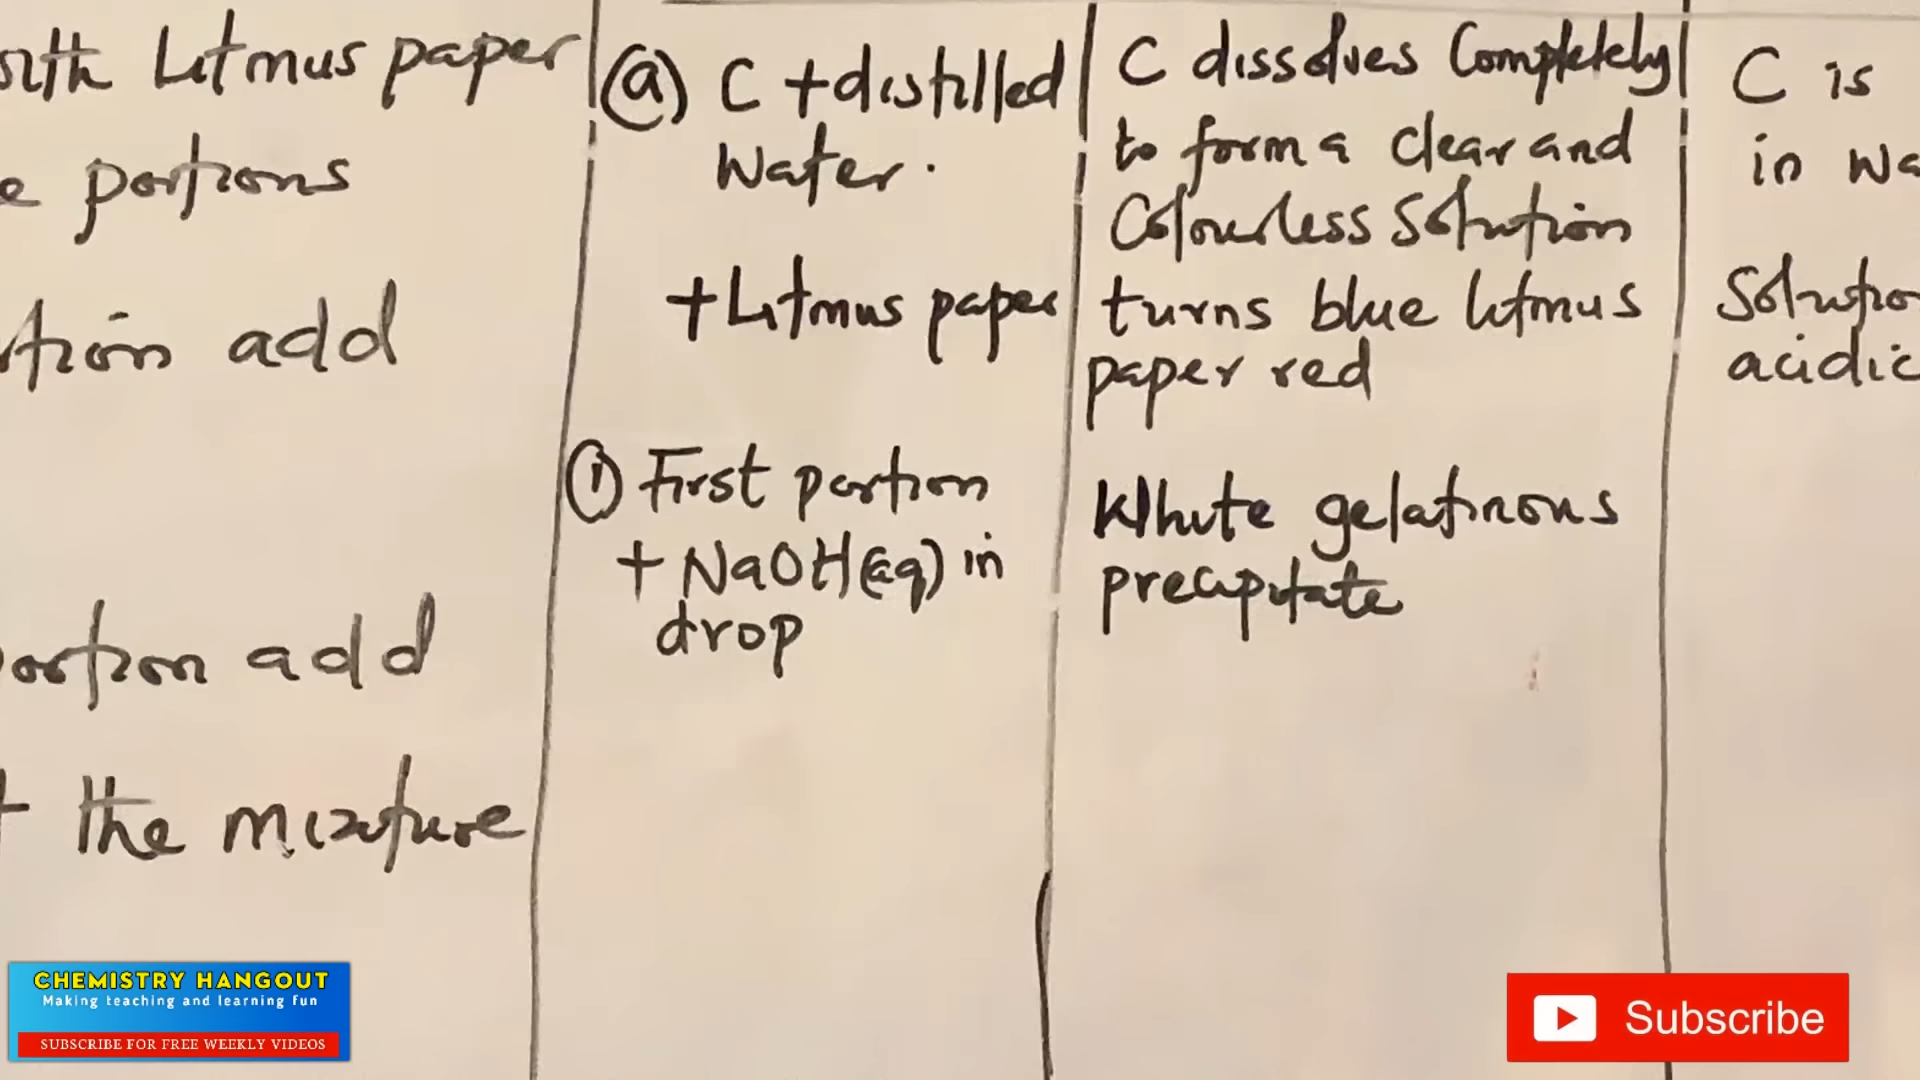 with Litmus paper
e portions
rtion add
portion add
t the mixture
(a) C + distilled
Water.
+ Litmus paper
(1) First portion
+ NaOH(aq) in
drop
C dissolves Completely
to form a clear and
Colourless Solution
turns blue litmus
paper red
White gelatinous
precipitate
C is
in wa
Solutio
acidic
CHEMISTRY HANGOUT
Making teaching and learning fun
SUBSCRIBE FOR FREE WEEKLY VIDEOS
Subscribe